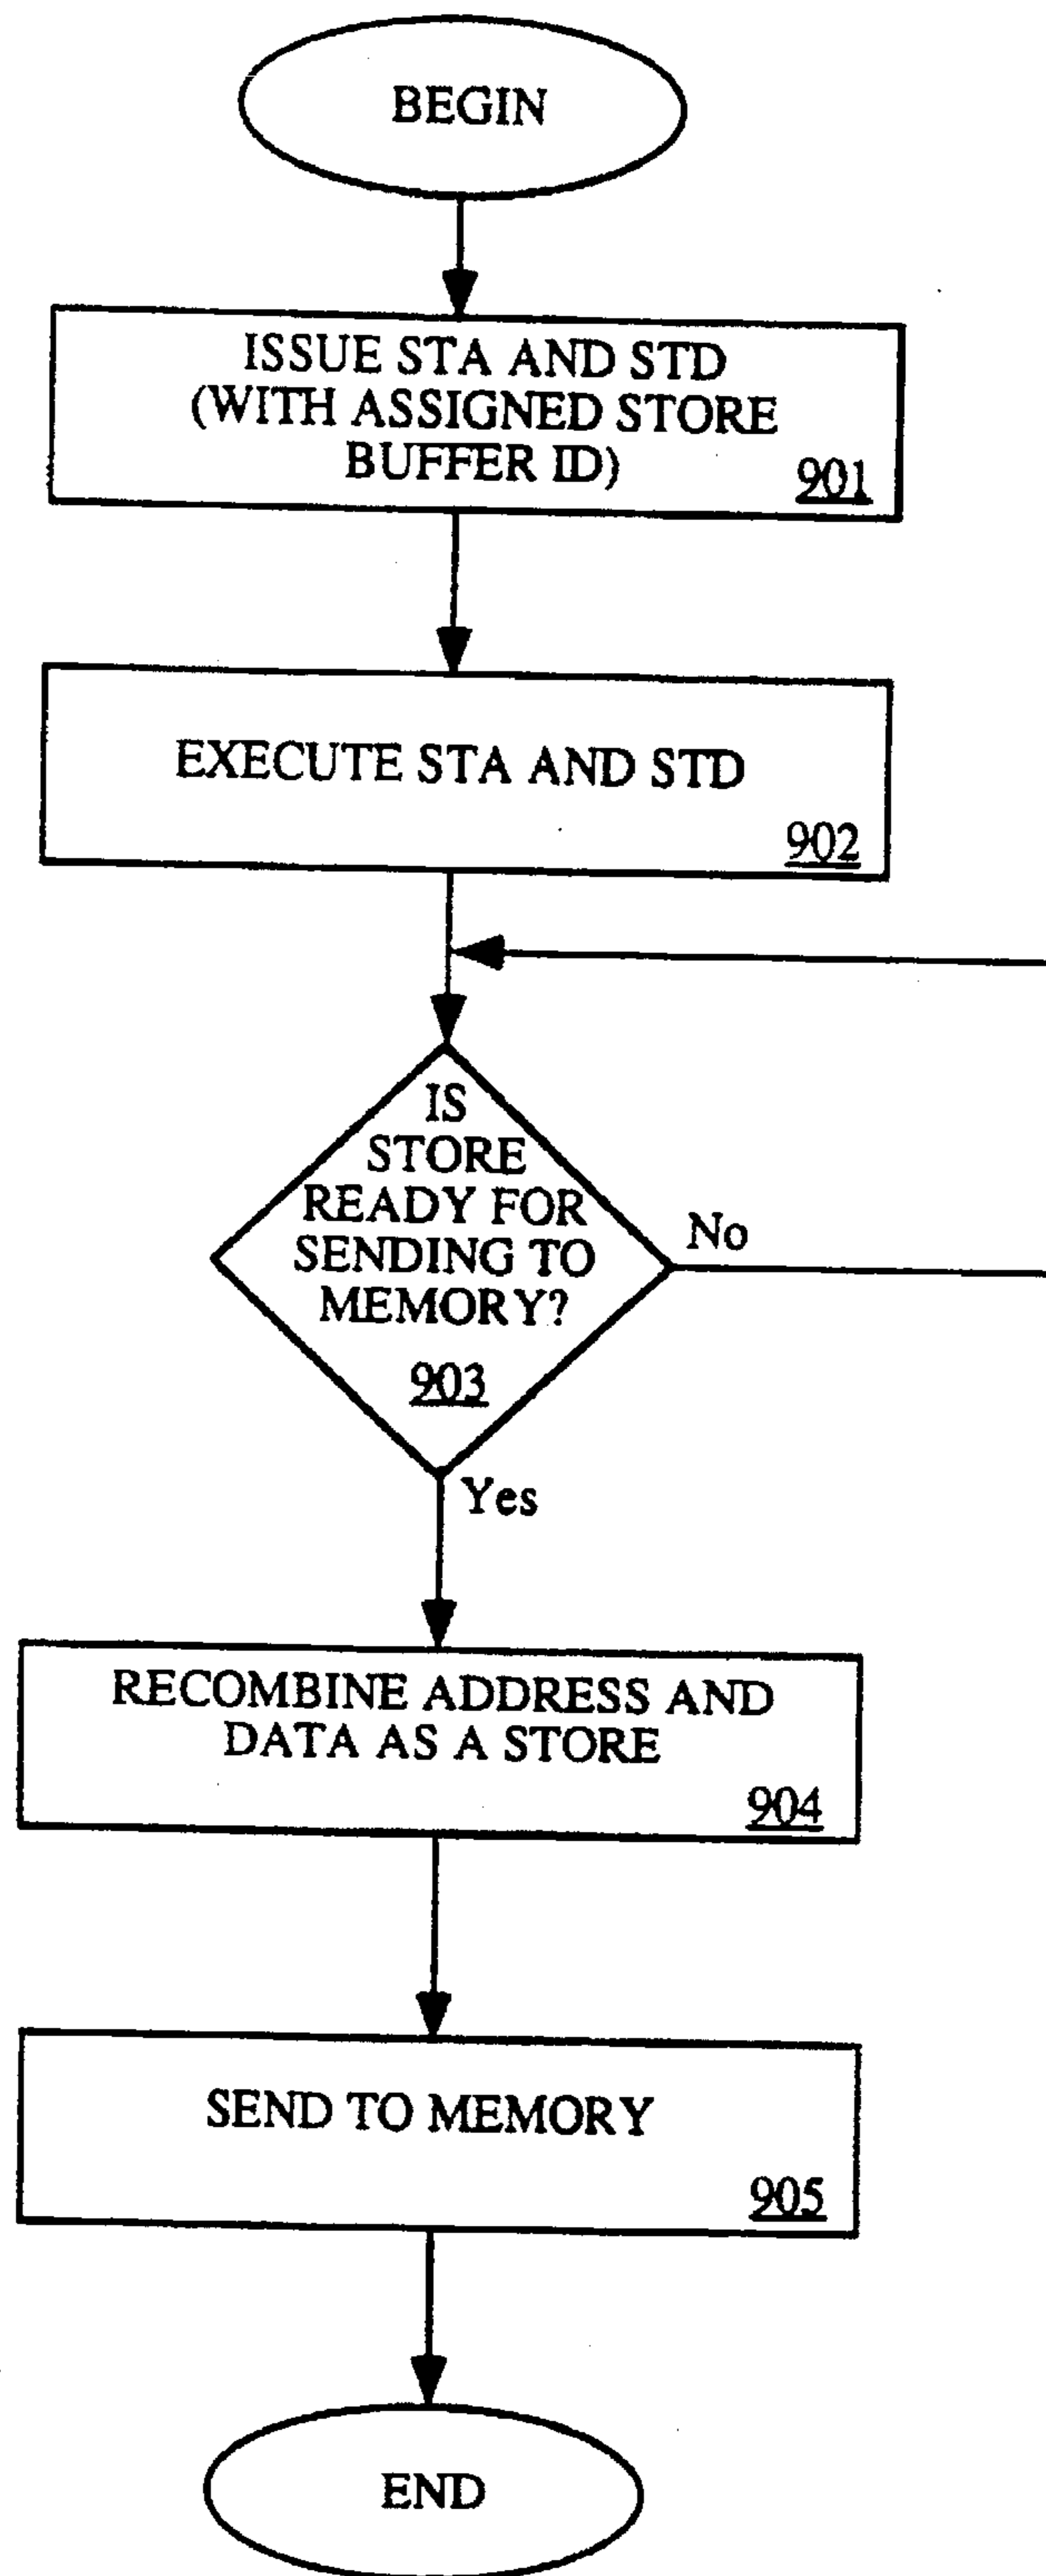 BEGIN
ISSUE STA AND STD
(WITH ASSIGNED STORE
BUFFER ID)
901
EXECUTE STA AND STD
902
IS
STORE
READY FOR
SENDING TO
MEMORY?
903
No
Yes
RECOMBINE ADDRESS AND
DATA AS A STORE
904
SEND TO MEMORY
905
END